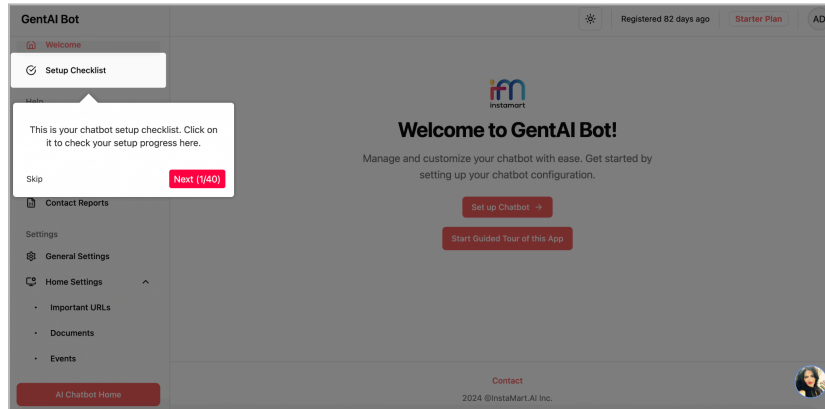 GentAI Bot
Registered 82 days ago
Starter Plan
AD
Welcome
Setup Checklist
Help
This is your chatbot setup checklist. Click on
it to check your setup progress here.
Skip
Next (1/40)
Contact Reports
Settings
General Settings
Home Settings
Important URLs
Documents
Events
AI Chatbot Home
ifm
instamart
Welcome to GentAI Bot!
Manage and customize your chatbot with ease. Get started by
setting up your chatbot configuration.
Set up Chatbot →
Start Guided Tour of this App
Contact
2024 @InstaMart.AI Inc.